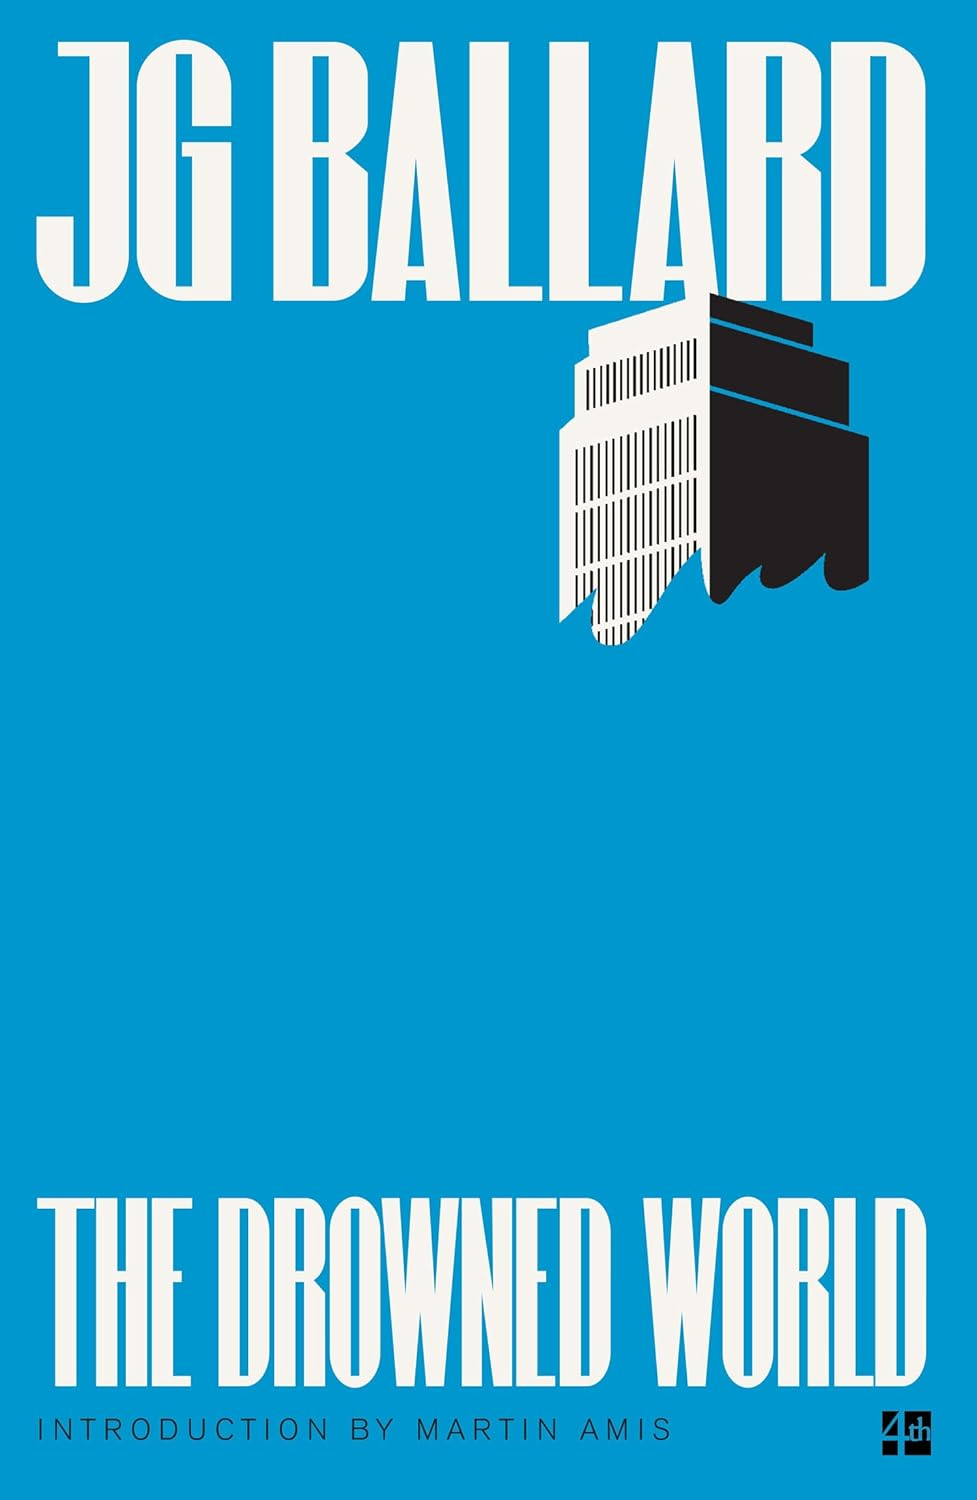 JG BALLARD
THE DROWNED WORLD
INTRODUCTION BY MARTIN AMIS
4th